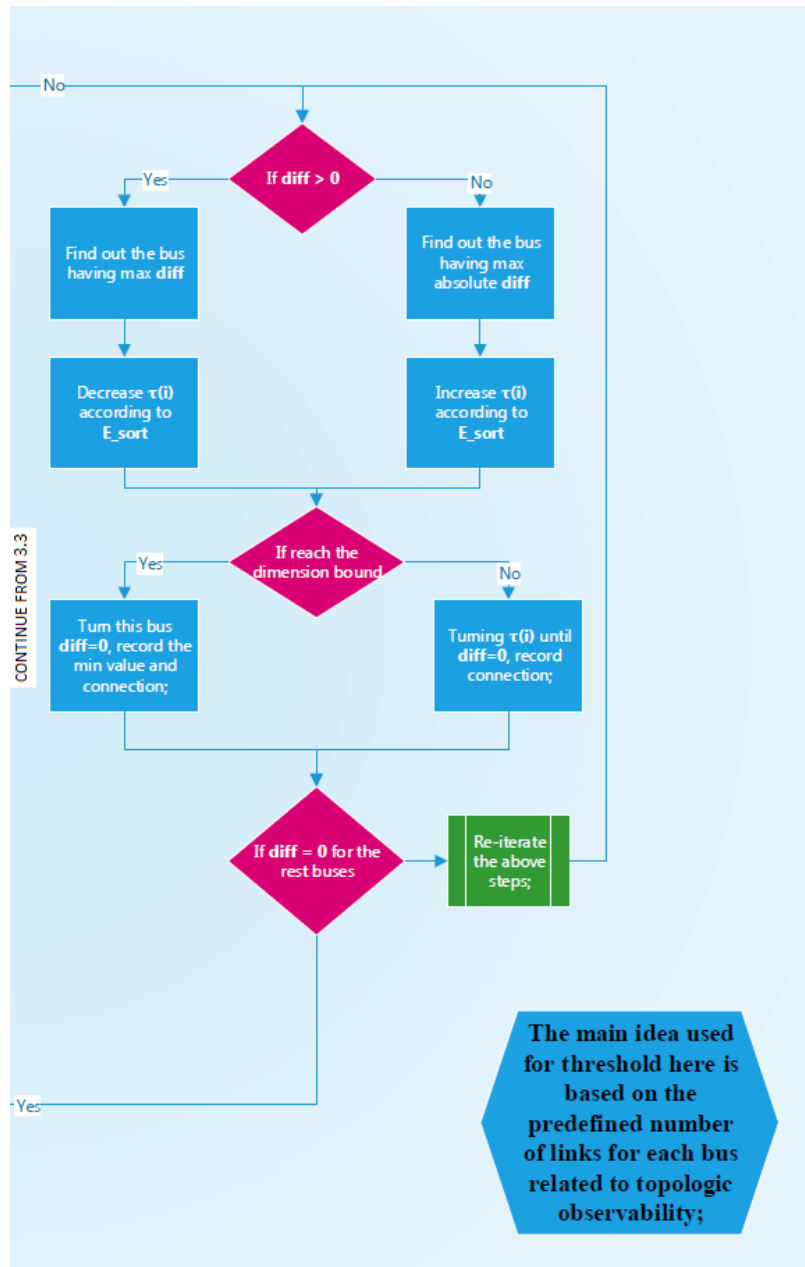 No
If diff > 0
Yes
No
Find out the bus
having max diff
Find out the bus
having max
absolute diff
Decrease τ(i)
according to
E_sort
Increase τ(i)
according to
E_sort
CONTINUE FROM 3.3
If reach the
dimension bound
Yes
No
Turn this bus
diff=0, record the
min value and
connection;
Turning τ(i) until
diff=0, record
connection;
If diff = 0 for the
rest buses
Re-iterate
the above
steps;
Yes
The main idea used
for threshold here is
based on the
predefined number
of links for each bus
related to topologic
observability;